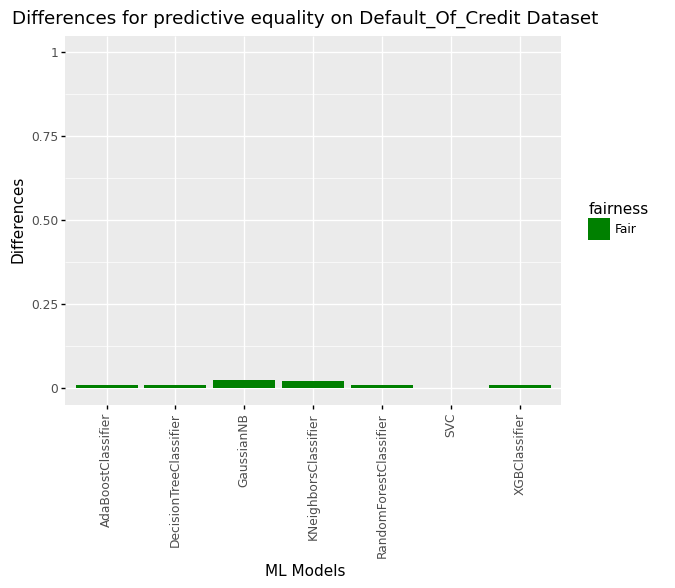 Differences for predictive equality on Default_Of_Credit Dataset
1
0.75
0.50
0.25
0
Differences
fairness
Fair
AdaBoostClassifier
DecisionTreeClassifier
GaussianNB
KNeighborsClassifier
RandomForestClassifier
SVC
XGBClassifier
ML Models